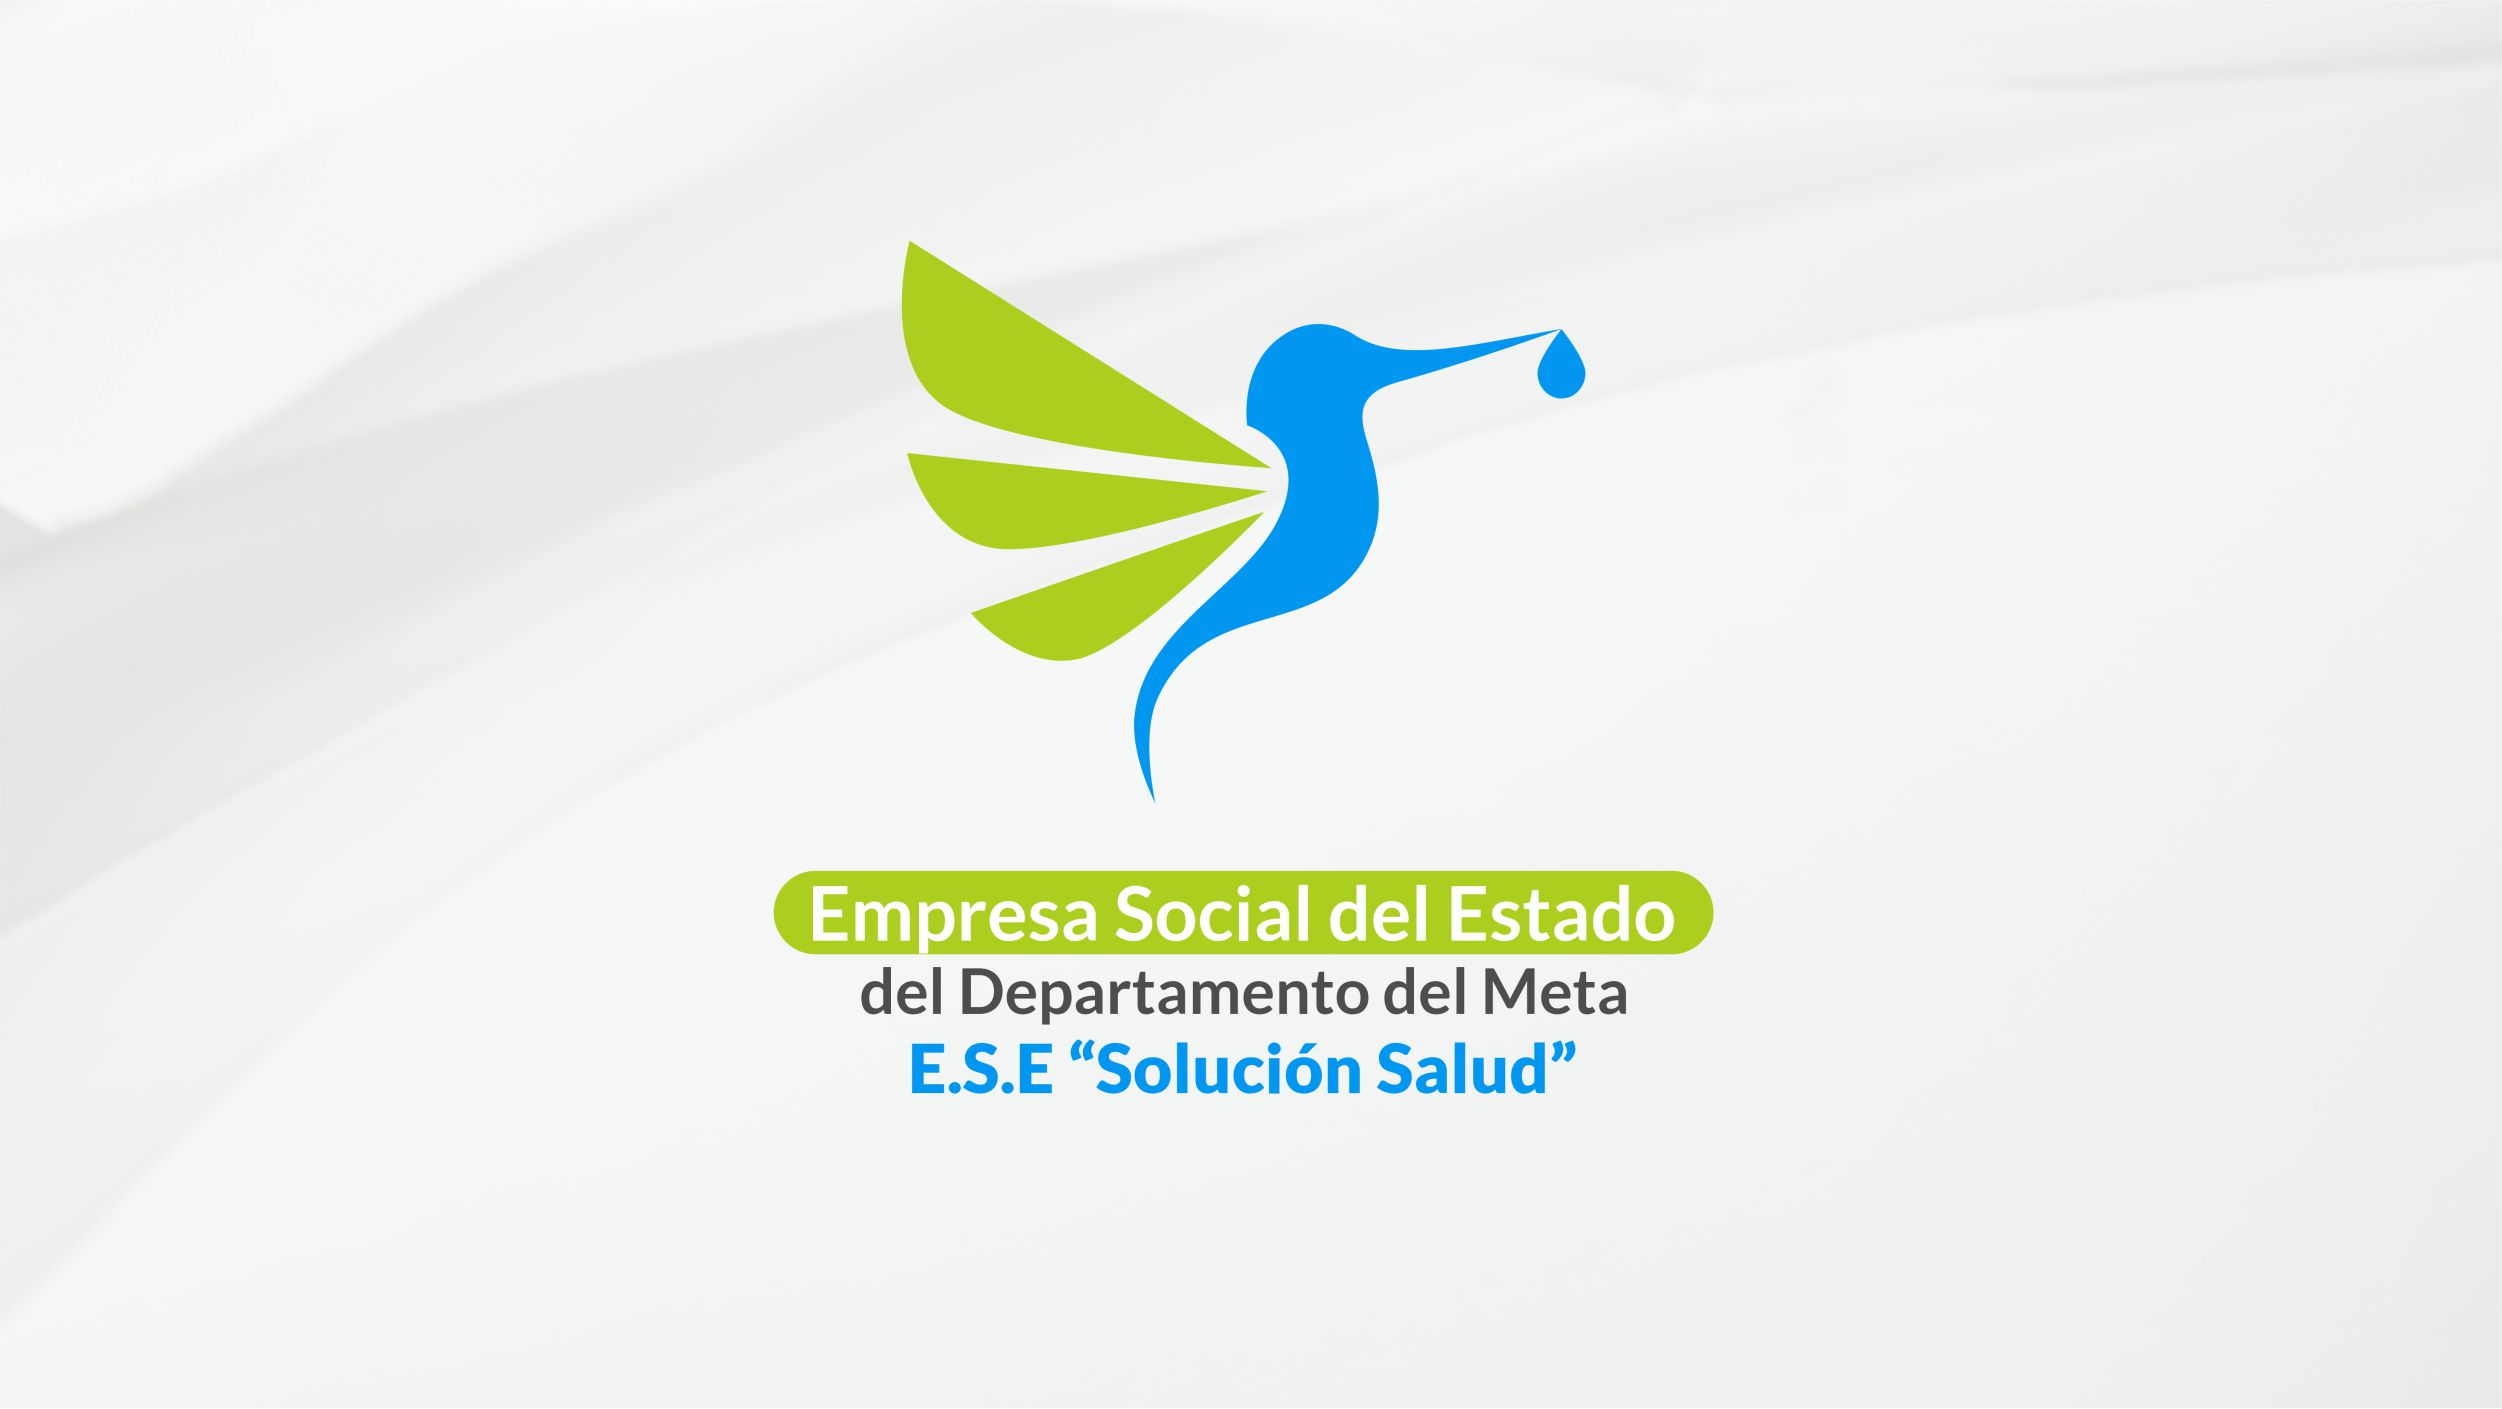 Empresa Social del Estado
del Departamento del Meta
E.S.E “Solución Salud”